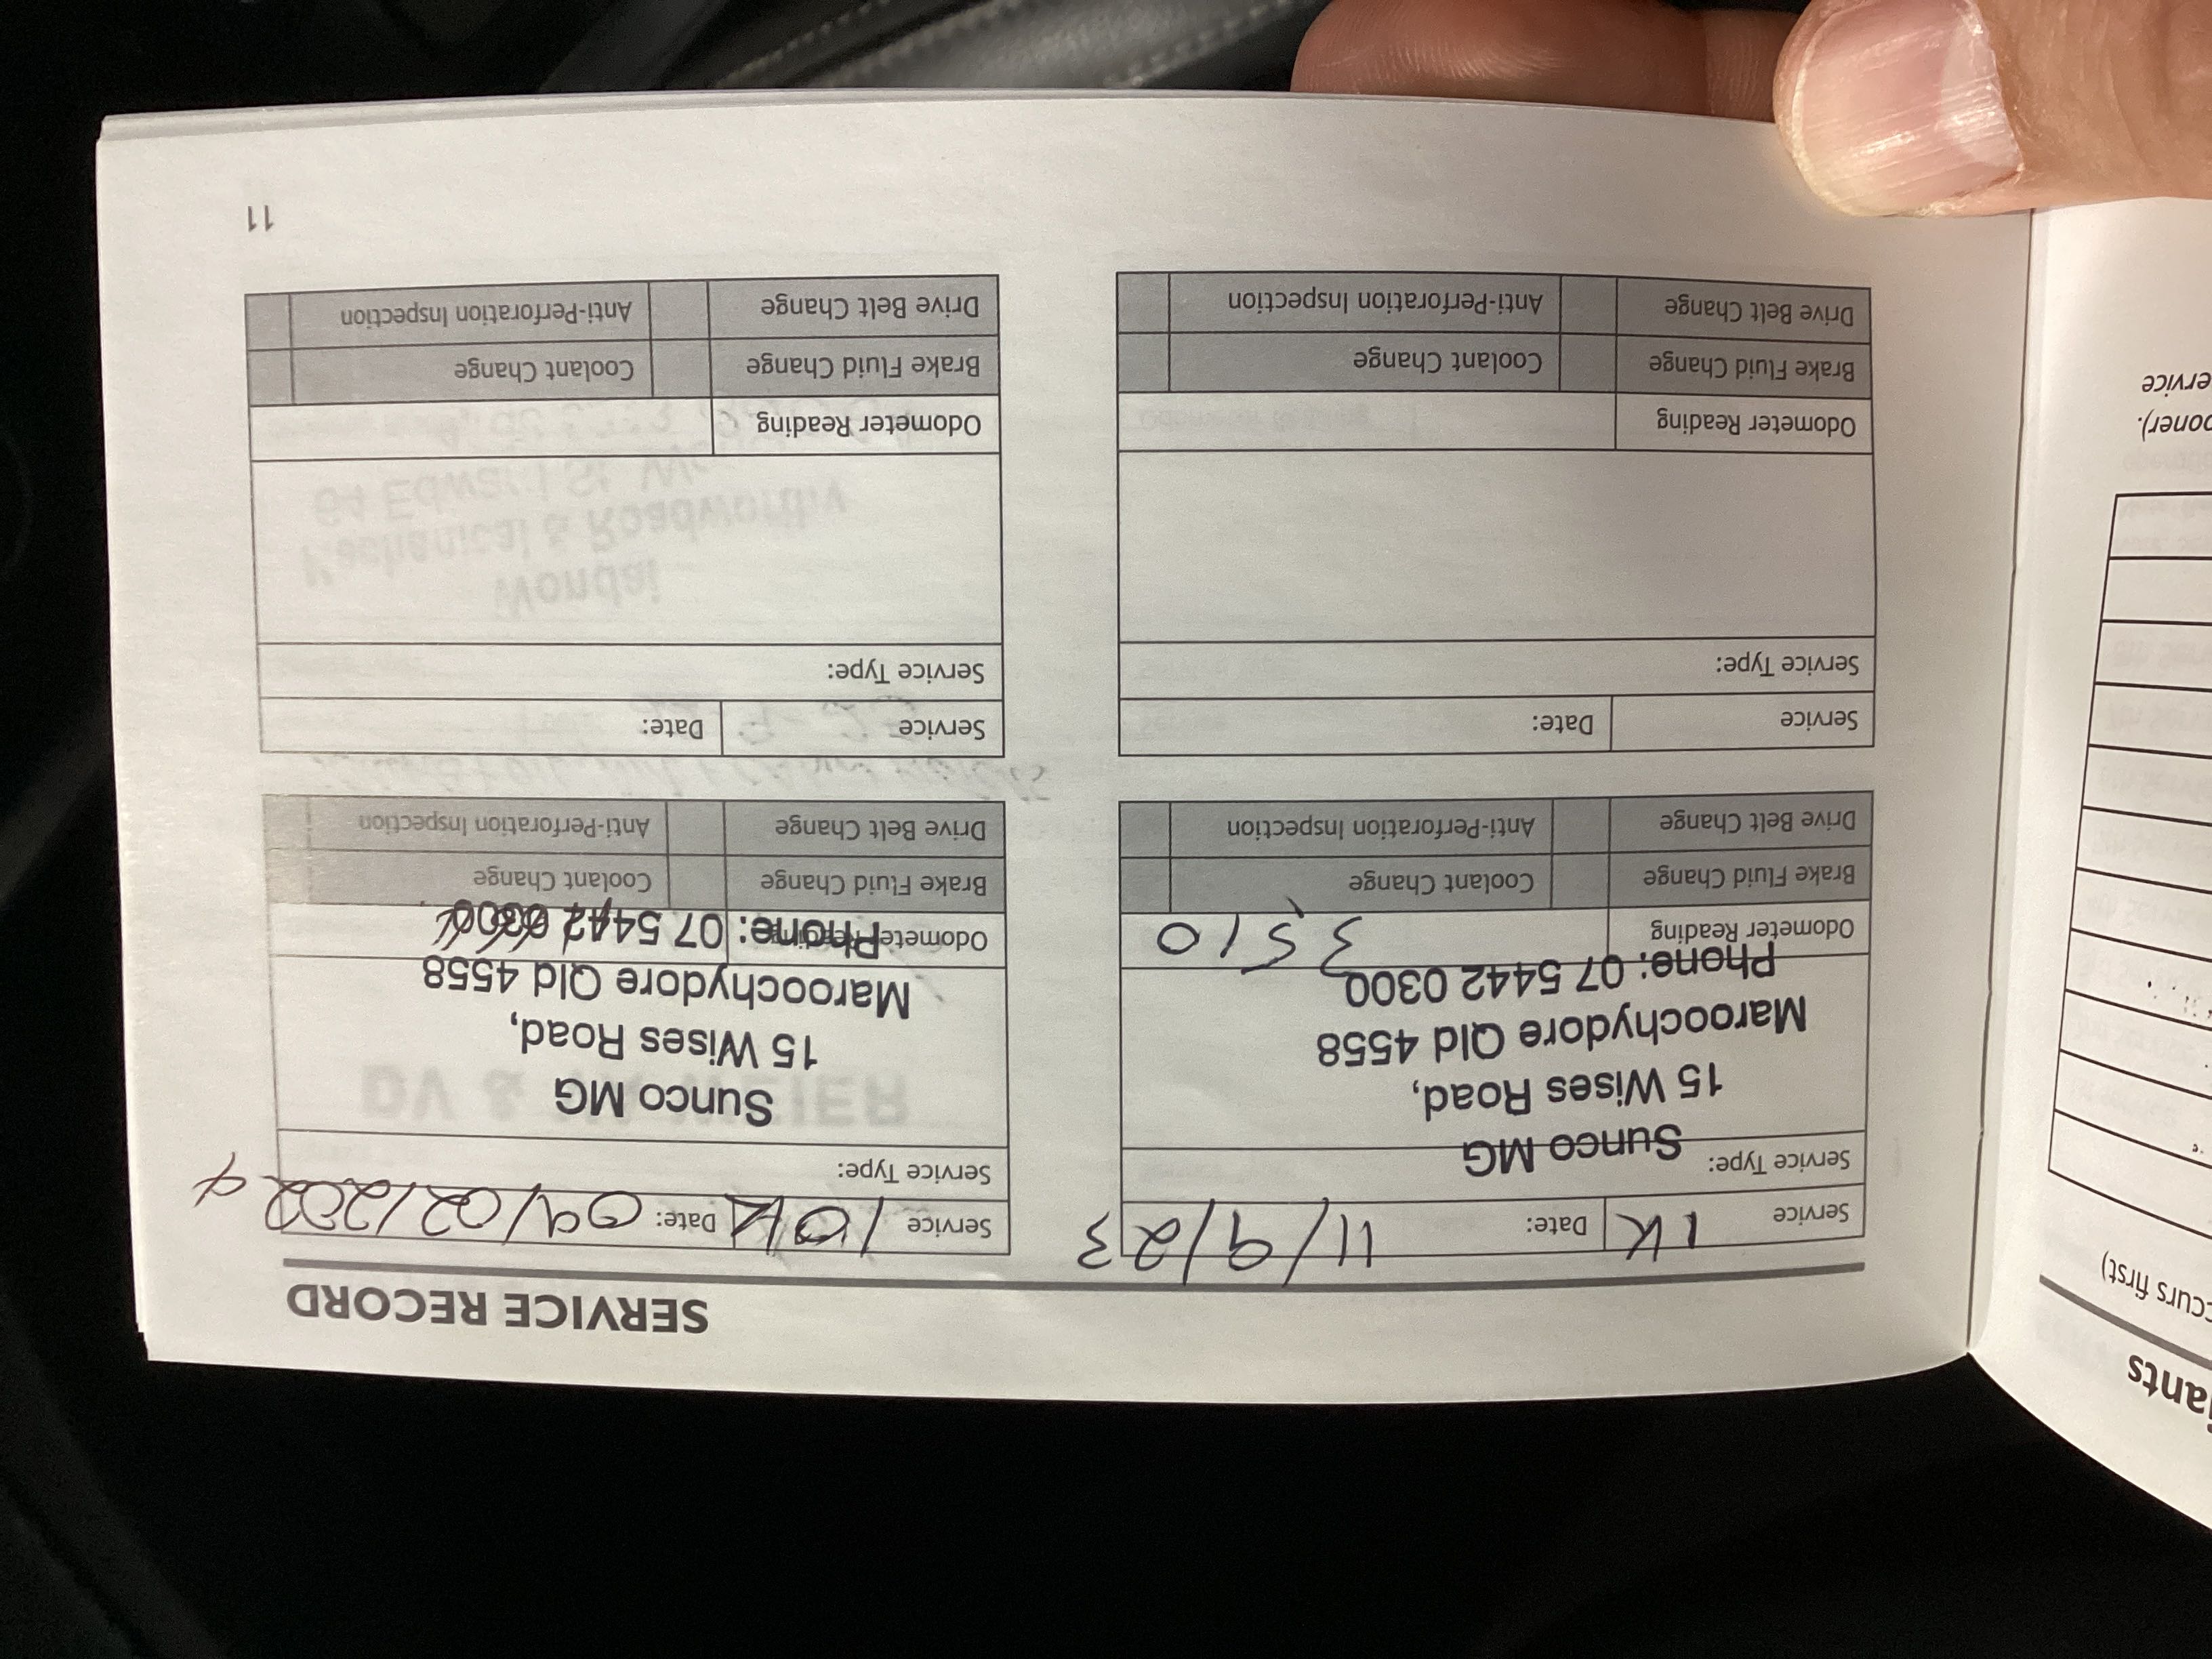 SERVICE RECORD
Service 1K Date: 11/9/23
Service Type:
Sunco MG
15 Wises Road,
Maroochydore Qld 4558
Phone: 07 5442 0300
Odometer Reading 3,510
Brake Fluid Change Coolant Change
Drive Belt Change Anti-Perforation Inspection
Service 10K Date: 09/02/2024
Service Type:
Sunco MG
15 Wises Road,
Maroochydore Qld 4558
Phone: 07 5442 0300
Odometer Reading
Brake Fluid Change Coolant Change
Drive Belt Change Anti-Perforation Inspection
Service Date:
Service Type:
Odometer Reading
Brake Fluid Change Coolant Change
Drive Belt Change Anti-Perforation Inspection
Service Date:
Service Type:
Odometer Reading
Brake Fluid Change Coolant Change
Drive Belt Change Anti-Perforation Inspection
11